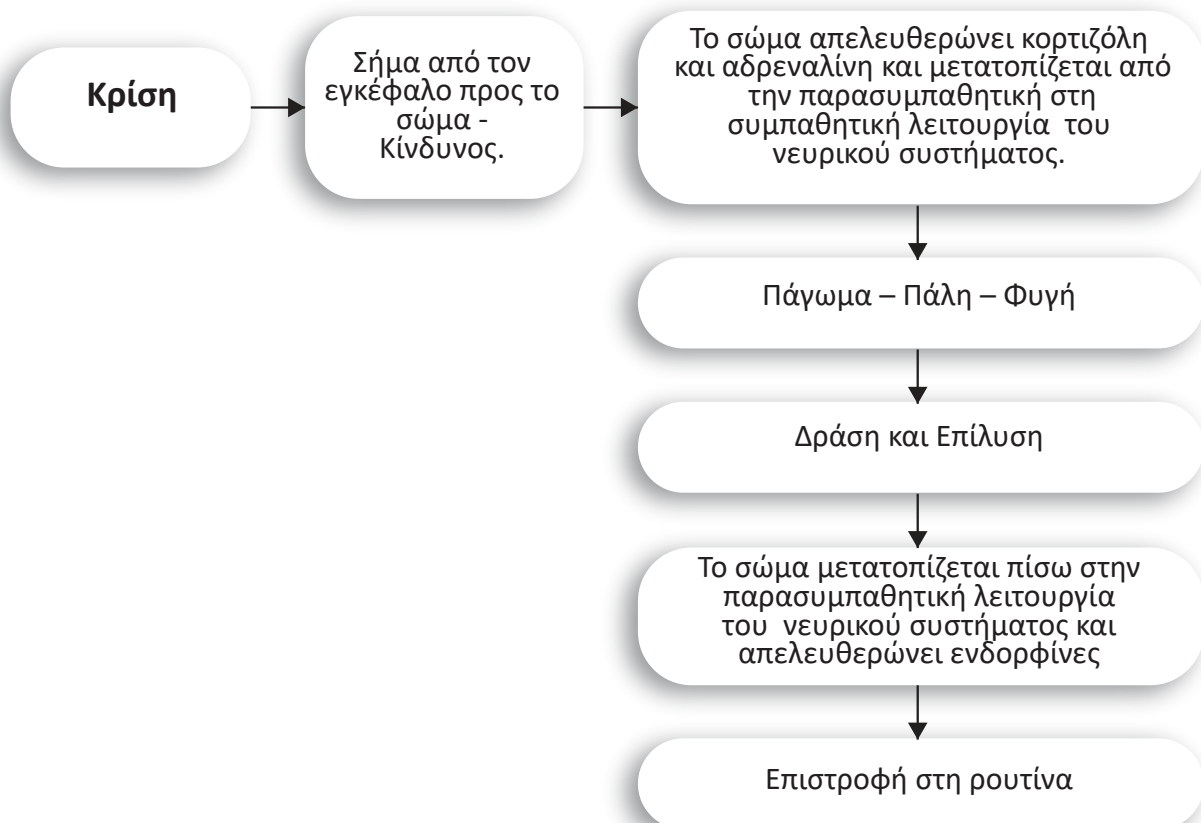 Κρίση
Σήμα από τον
εγκέφαλο προς το
σώμα -
Κίνδυνος.
Το σώμα απελευθερώνει κορτιζόλη
και αδρεναλίνη και μετατοπίζεται από
την παρασυμπαθητική στη
συμπαθητική λειτουργία του
νευρικού συστήματος.
Πάγωμα – Πάλη – Φυγή
Δράση και Επίλυση
Το σώμα μετατοπίζεται πίσω στην
παρασυμπαθητική λειτουργία
του νευρικού συστήματος και
απελευθερώνει ενδορφίνες
Επιστροφή στη ρουτίνα